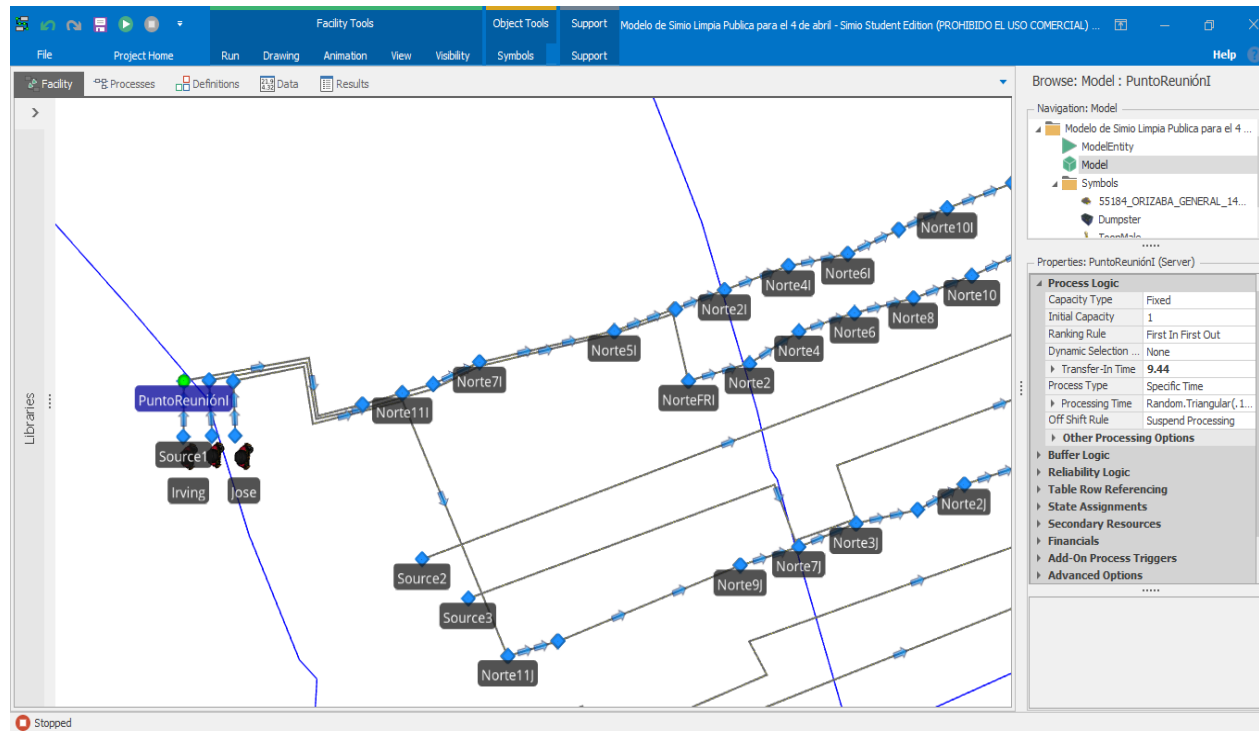 Facility Tools
Object Tools
Support
Modelo de Simio Limpia Publica para el 4 de abril - Simio Student Edition (PROHIBIDO EL USO COMERCIAL) ...
File
Project Home
Run
Drawing
Animation
View
Visibility
Symbols
Support
Help
Facility
Processes
Definitions
Data
Results
Libraries
PuntoReuniónI
Source1
Irving
Jose
Norte11I
Norte7I
Norte5I
Norte2I
Norte4I
Norte6I
Norte10I
NorteFRI
Norte2
Norte4
Norte6
Norte8
Norte10
Source2
Source3
Norte11J
Norte9J
Norte7J
Norte3J
Norte2J
Browse: Model : PuntoReuniónI
Navigation: Model
Modelo de Simio Limpia Publica para el 4 ...
ModelEntity
Model
Symbols
55184_ORIZABA_GENERAL_14...
Dumpster
Properties: PuntoReuniónI (Server)
Process Logic
Capacity Type Fixed
Initial Capacity 1
Ranking Rule First In First Out
Dynamic Selection ... None
Transfer-In Time 9.44
Process Type Specific Time
Processing Time Random.Triangular(,1...
Off Shift Rule Suspend Processing
Other Processing Options
Buffer Logic
Reliability Logic
Table Row Referencing
State Assignments
Secondary Resources
Financials
Add-On Process Triggers
Advanced Options
Stopped